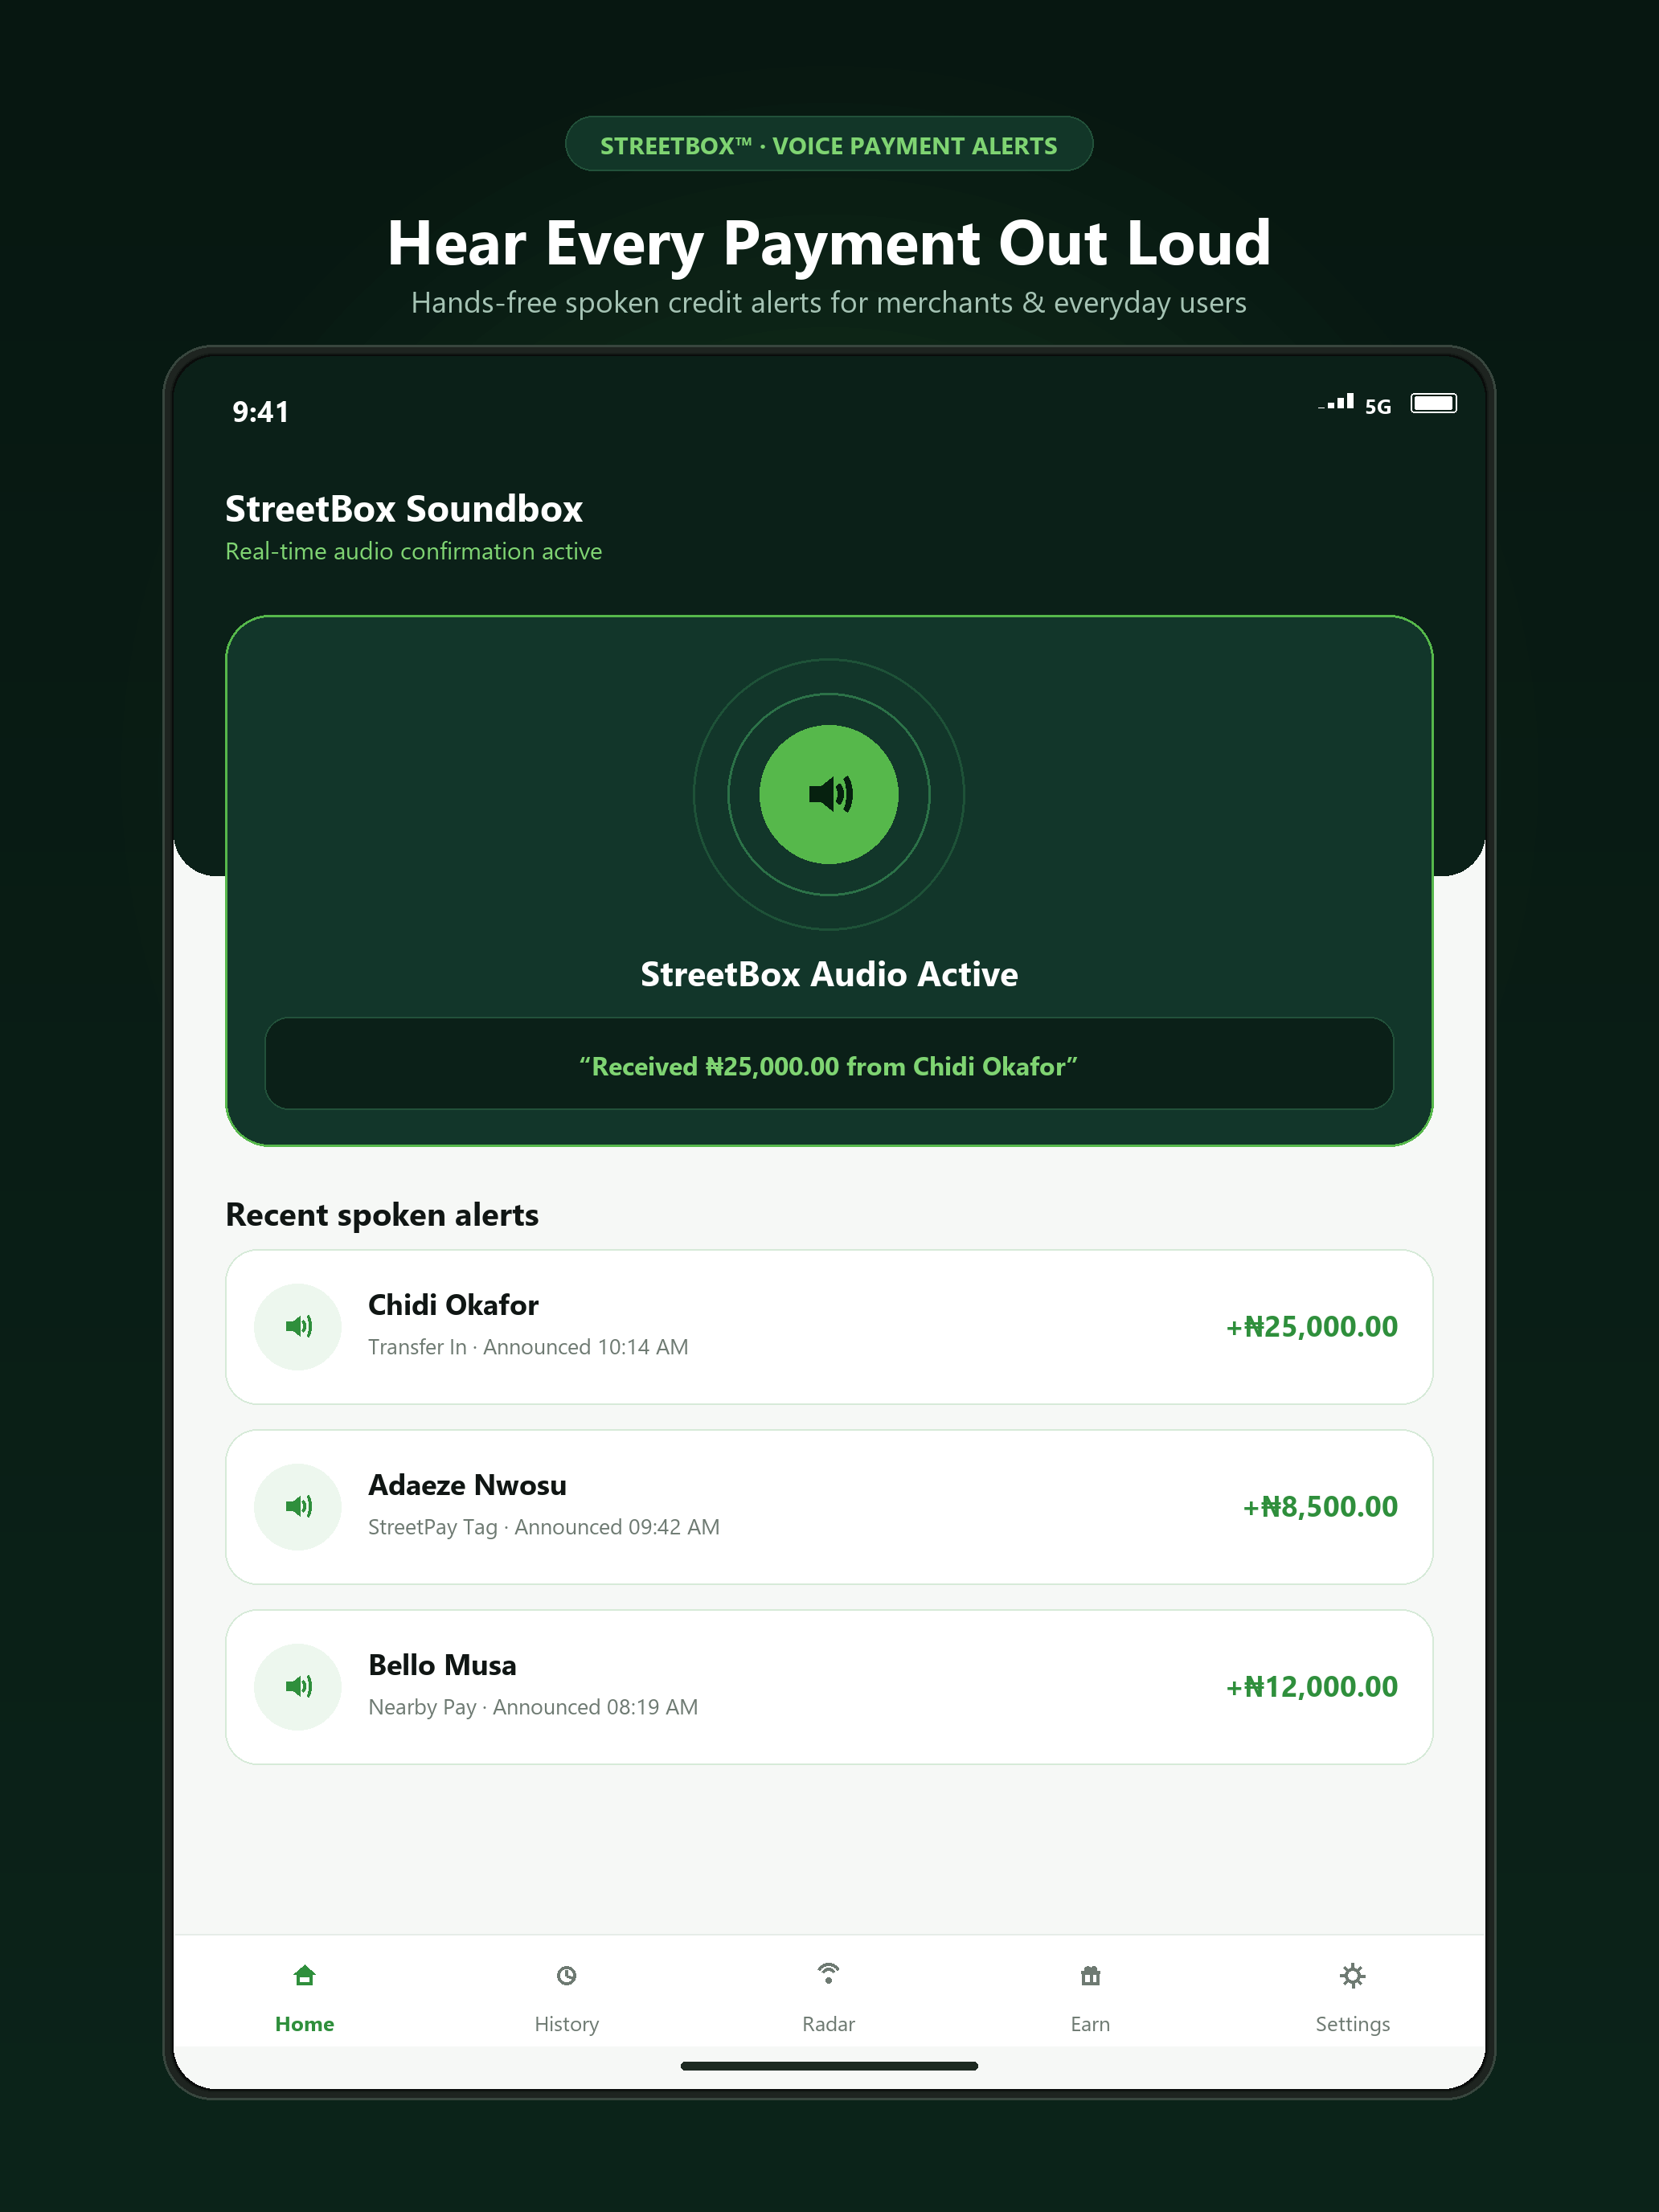 STREETBOX™ · VOICE PAYMENT ALERTS
Hear Every Payment Out Loud
Hands-free spoken credit alerts for merchants & everyday users
9:41
5G
StreetBox Soundbox
Real-time audio confirmation active
StreetBox Audio Active
“Received ₦25,000.00 from Chidi Okafor”
Recent spoken alerts
Chidi Okafor
Transfer In · Announced 10:14 AM
+₦25,000.00
Adaeze Nwosu
StreetPay Tag · Announced 09:42 AM
+₦8,500.00
Bello Musa
Nearby Pay · Announced 08:19 AM
+₦12,000.00
Home
History
Radar
Earn
Settings